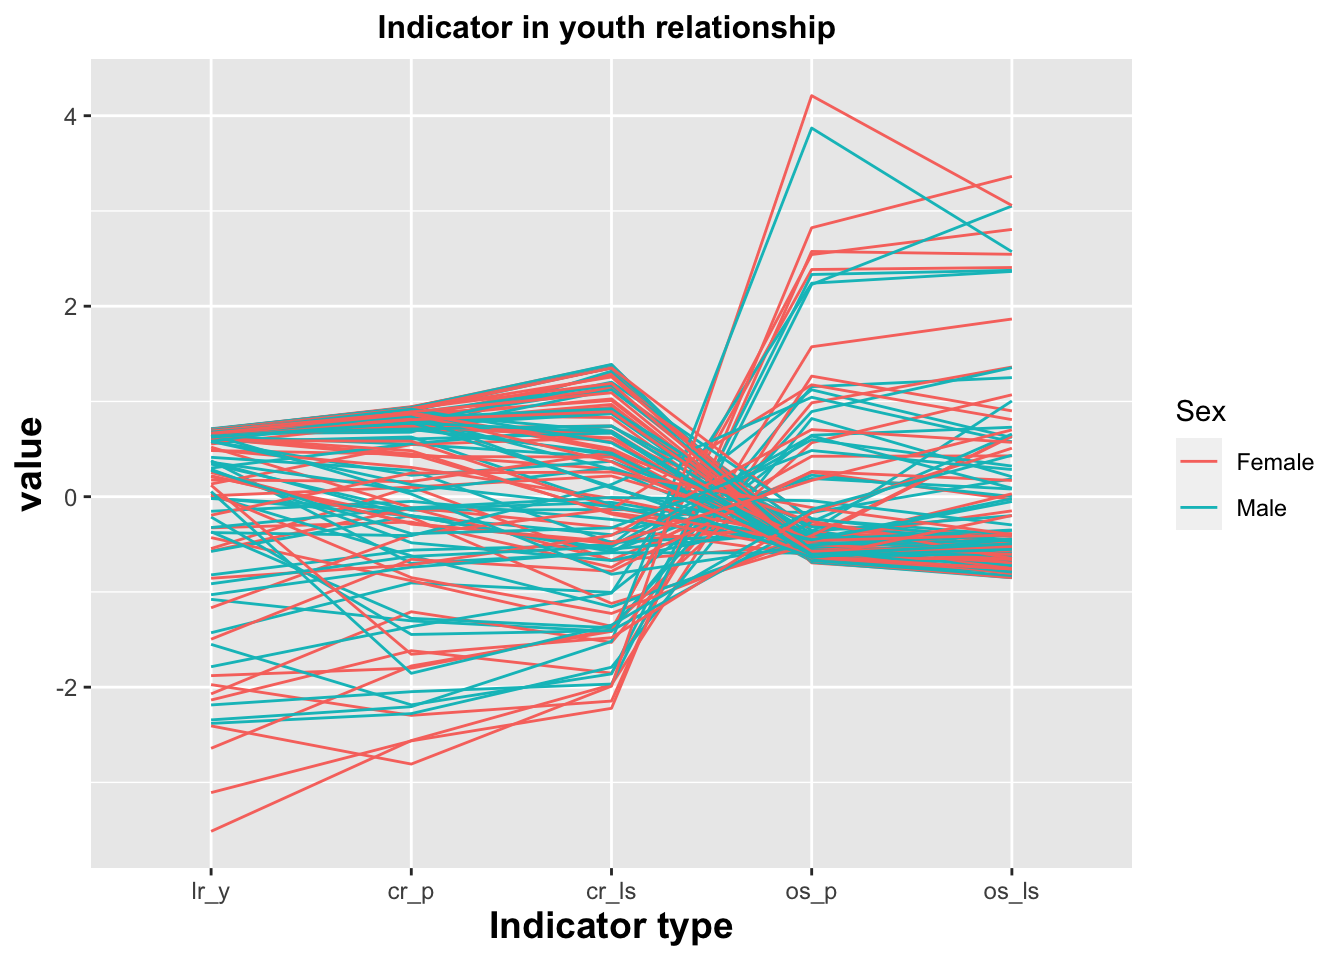 Indicator in youth relationship
value
4
2
0
-2
lr_y
cr_p
cr_ls
os_p
os_ls
Indicator type
Sex
Female
Male